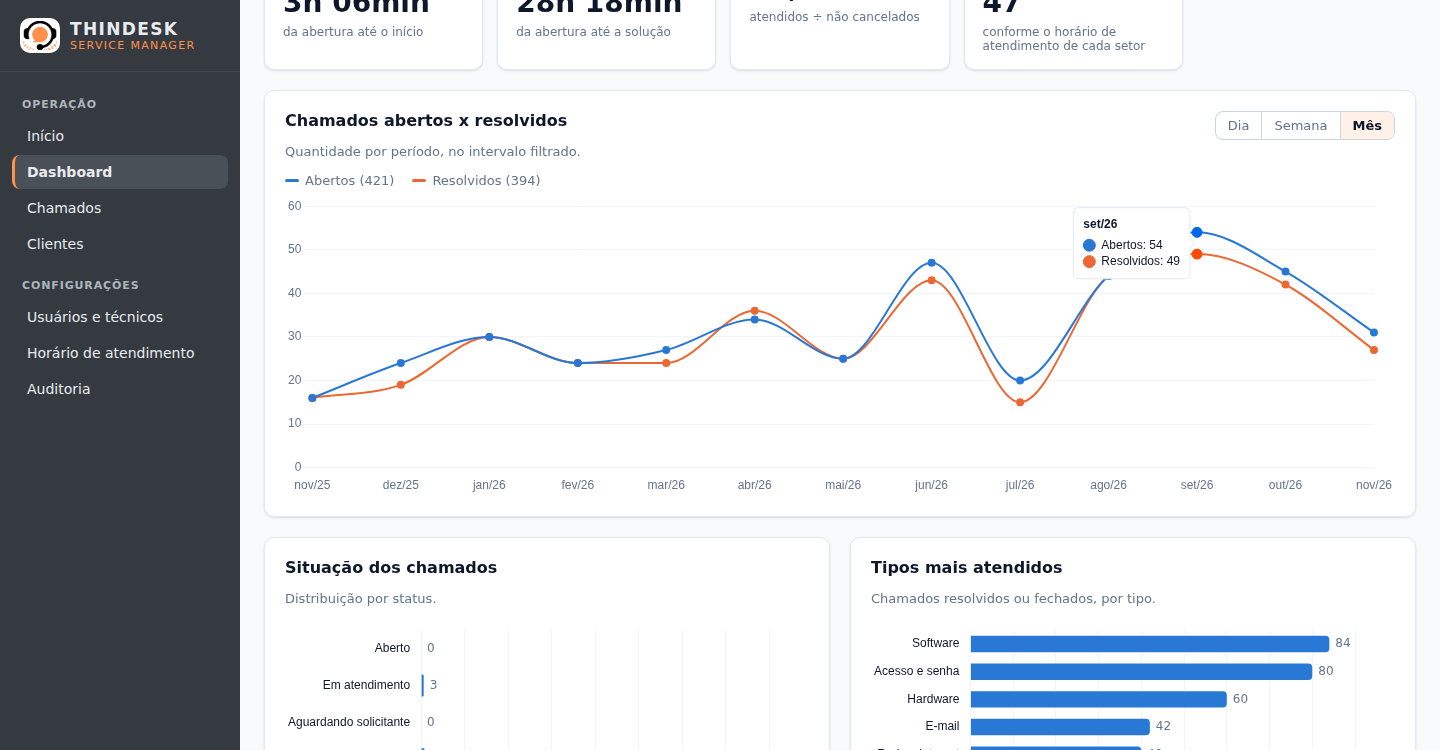 THINDESK
SERVICE MANAGER
OPERAÇÃO
Início
Dashboard
Chamados
Clientes
CONFIGURAÇÕES
Usuários e técnicos
Horário de atendimento
Auditoria
3h 06min
da abertura até o início
28h 18min
da abertura até a solução
atendidos ÷ não cancelados
47
conforme o horário de
atendimento de cada setor
Chamados abertos x resolvidos
Dia
Semana
Mês
Quantidade por período, no intervalo filtrado.
Abertos (421)
Resolvidos (394)
60
50
40
30
20
10
0
set/26
Abertos: 54
Resolvidos: 49
nov/25
dez/25
jan/26
fev/26
mar/26
abr/26
mai/26
jun/26
jul/26
ago/26
set/26
out/26
nov/26
Situação dos chamados
Distribuição por status.
Aberto
0
Em atendimento
3
Aguardando solicitante
0
Tipos mais atendidos
Chamados resolvidos ou fechados, por tipo.
Software
84
Acesso e senha
80
Hardware
60
E-mail
42